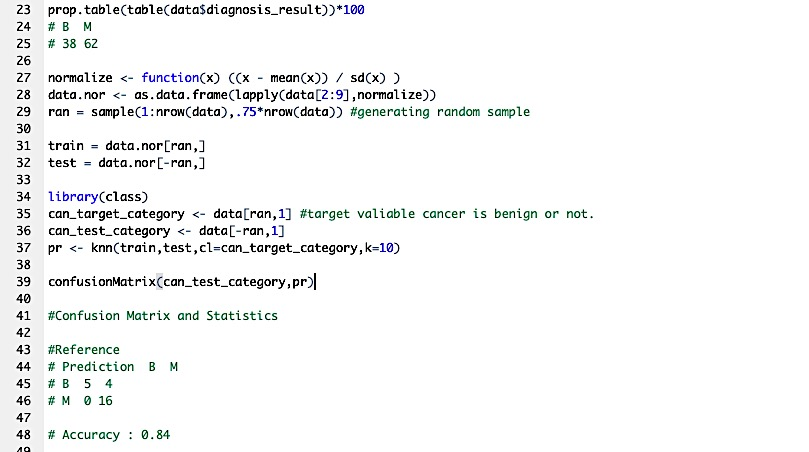 23 prop.table(table(data$diagnosis_result))*100
24 # B  M
25 # 38 62
26
27 normalize <- function(x) ((x - mean(x)) / sd(x) )
28 data.nor <- as.data.frame(lapply(data[2:9],normalize))
29 ran = sample(1:nrow(data),.75*nrow(data)) #generating random sample
30
31 train = data.nor[ran,]
32 test = data.nor[-ran,]
33
34 library(class)
35 can_target_category <- data[ran,1] #target valiable cancer is benign or not.
36 can_test_category <- data[-ran,1]
37 pr <- knn(train,test,cl=can_target_category,k=10)
38
39 confusionMatrix(can_test_category,pr)
40
41 #Confusion Matrix and Statistics
42
43 #Reference
44 # Prediction  B  M
45 # B  5  4
46 # M  0 16
47
48 # Accuracy : 0.84
49